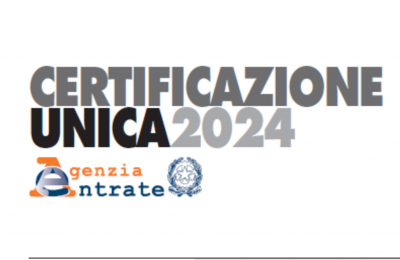 CERTIFICAZIONE
UNICA2024
agenzia
entrate